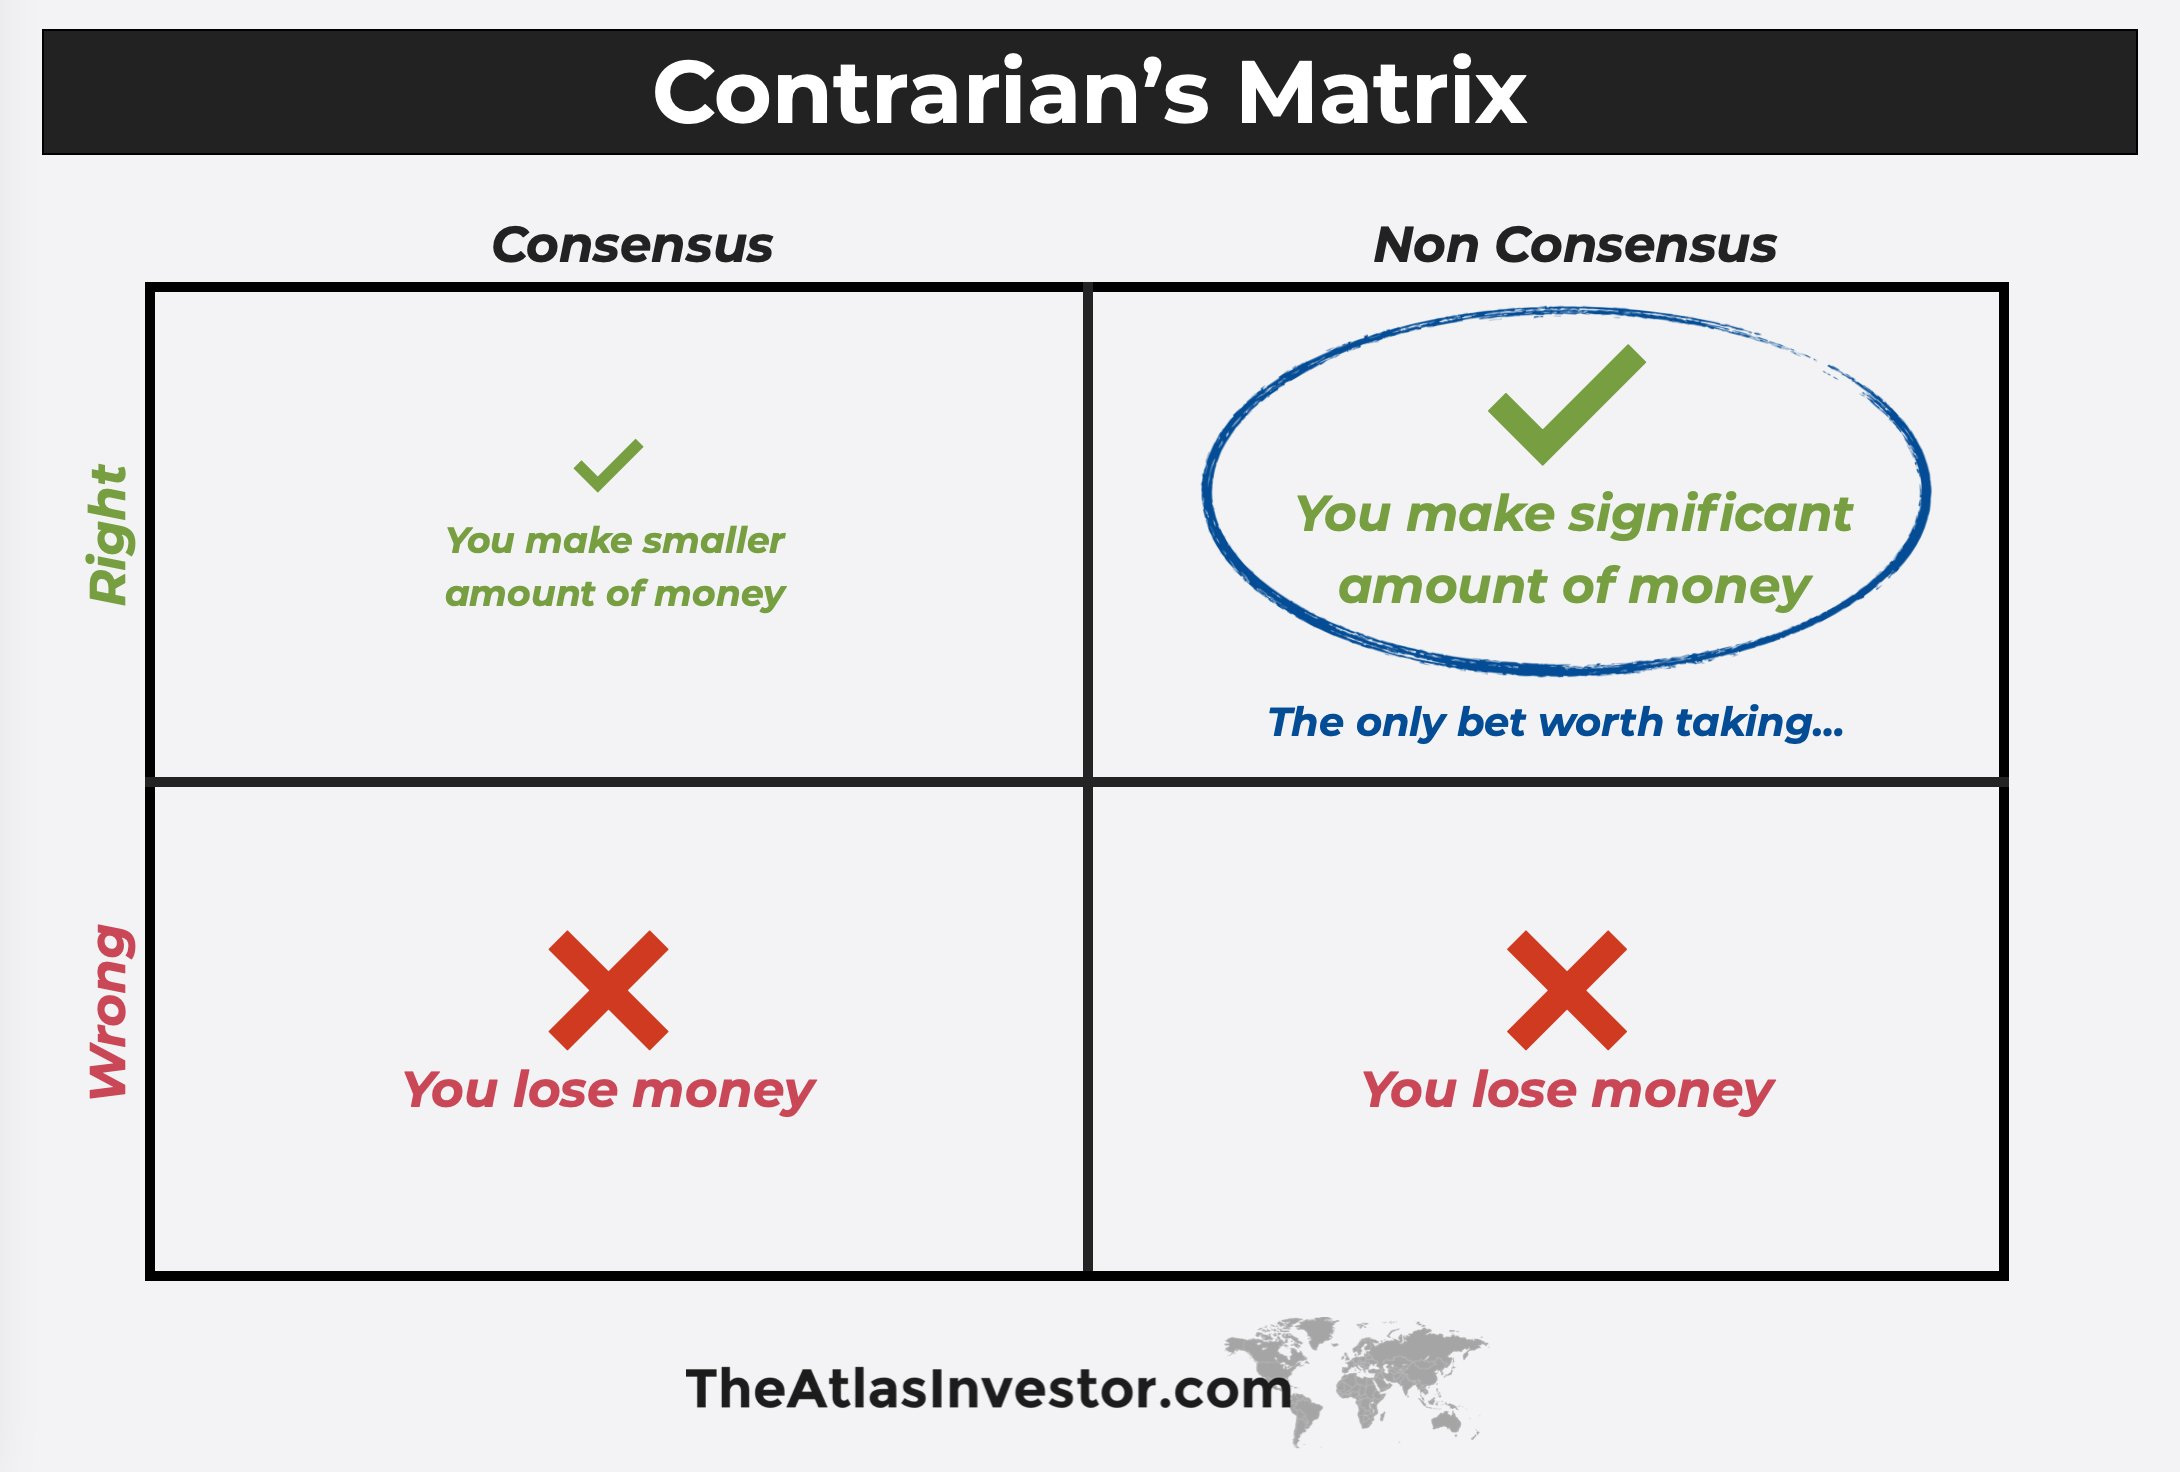 Contrarian’s Matrix
Consensus
Non Consensus
Right
You make smaller
amount of money
You make significant
amount of money
The only bet worth taking...
Wrong
You lose money
You lose money
TheAtlasInvestor.com